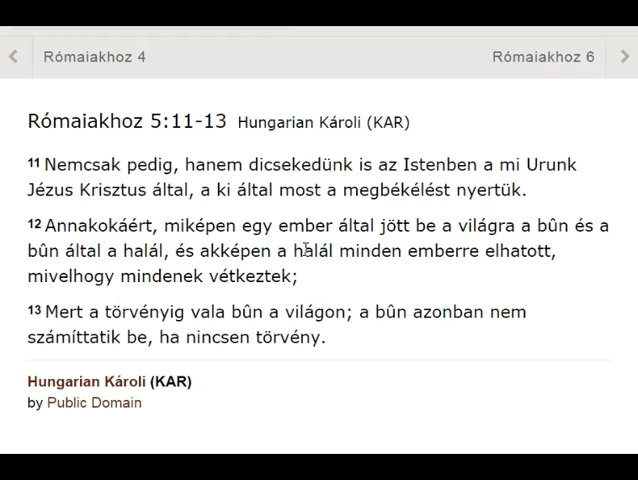 Rómaiakhoz 4
Rómaiakhoz 6
Rómaiakhoz 5:11-13 Hungarian Károli (KAR)
11 Nemcsak pedig, hanem dicsekedünk is az Istenben a mi Urunk
Jézus Krisztus által, a ki által most a megbékélést nyertük.
12 Annakokáért, miképen egy ember által jött be a világra a bûn és a
bûn által a halál, és akképen a halál minden emberre elhatott,
mivelhogy mindenek vétkeztek;
13 Mert a törvényig vala bûn a világon; a bûn azonban nem
számíttatik be, ha nincsen törvény.
Hungarian Károli (KAR)
by Public Domain